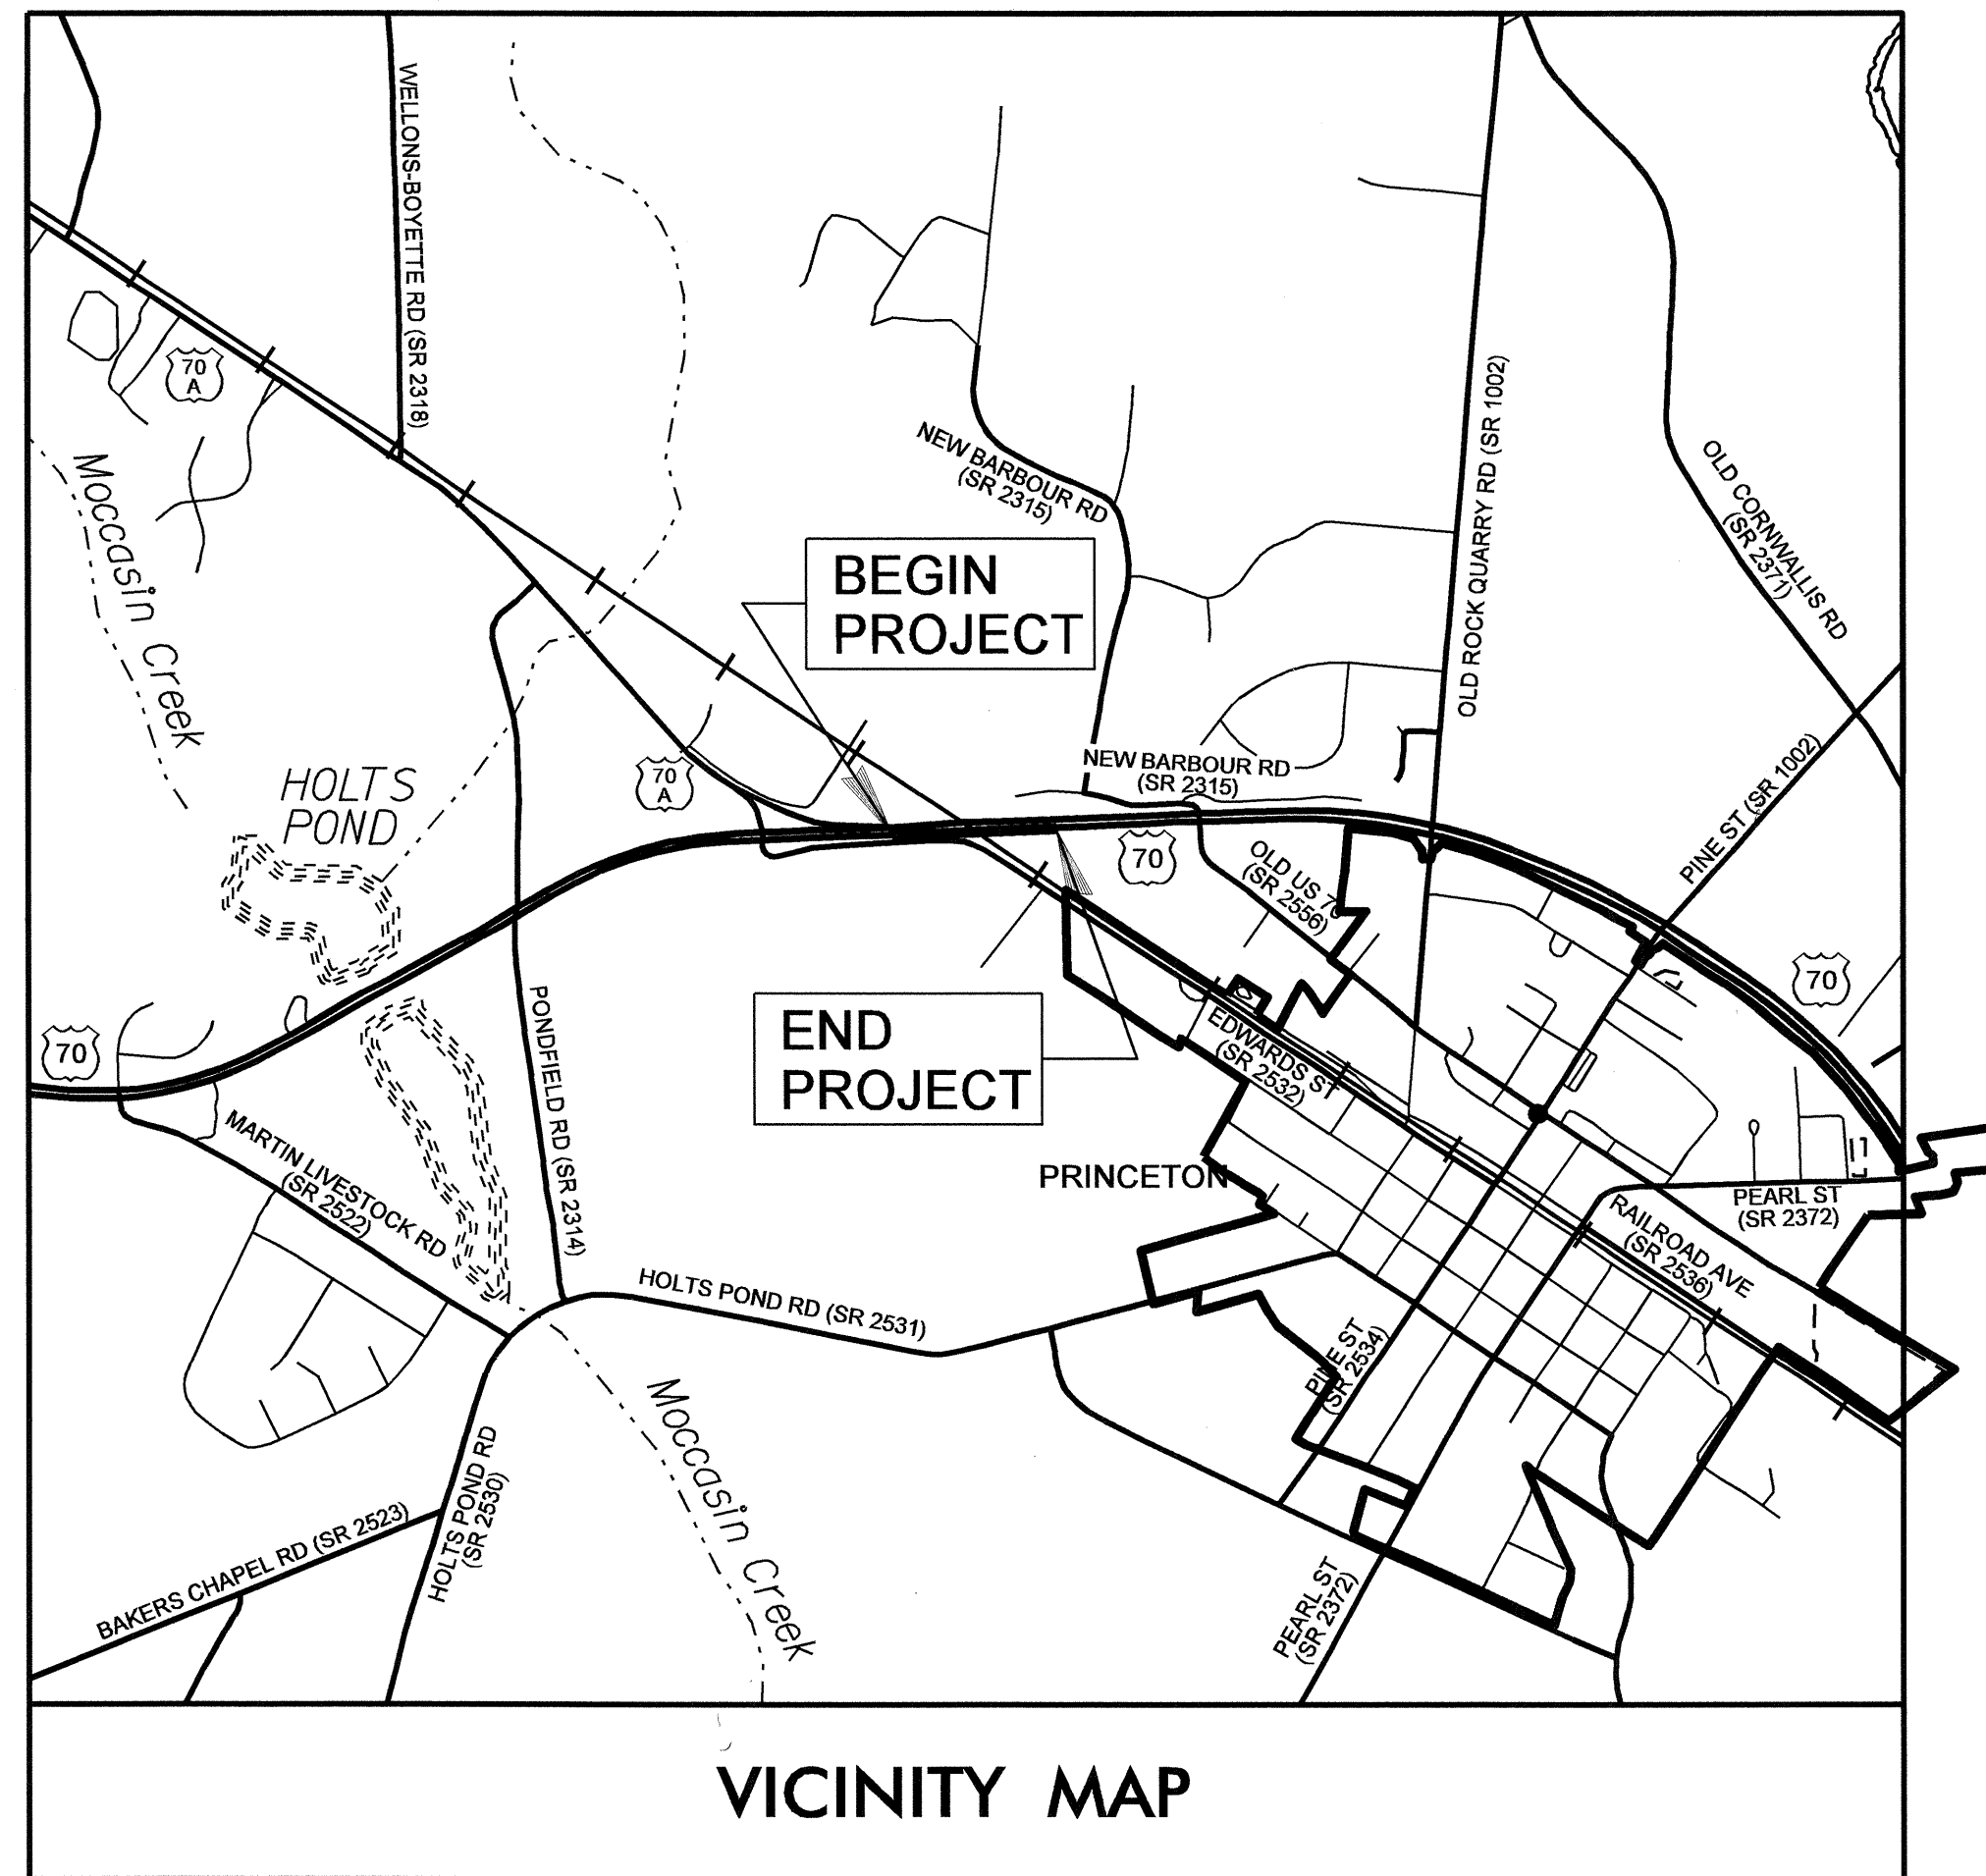 WELLONS-BOYETTE RD (SR 2318)
70
A
Moccasin Creek
NEW BARBOUR RD
(SR 2315)
OLD ROCK QUARRY RD (SR 1002)
OLD CORNWALLIS RD
(SR 2371)
BEGIN
PROJECT
HOLTS
POND
70
A
NEW BARBOUR RD
(SR 2315)
PINE ST (SR 1002)
70
OLD US 70
(SR 2556)
70
70
PONDFIELD RD (SR 2314)
END
PROJECT
EDWARDS ST
(SR 2532)
MARTIN LIVESTOCK RD
(SR 2522)
PRINCETON
PEARL ST
(SR 2372)
RAILROAD AVE
(SR 2536)
HOLTS POND RD (SR 2531)
PINE ST
(SR 2534)
Moccasin Creek
HOLTS POND RD
(SR 2530)
BAKERS CHAPEL RD (SR 2523)
PEARL ST
(SR 2372)
VICINITY MAP